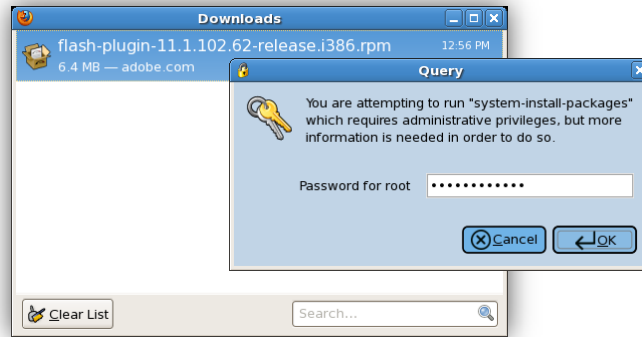 Downloads
flash-plugin-11.1.102.62-release.i386.rpm
12:56 PM
6.4 MB — adobe.com
Query
You are attempting to run "system-install-packages"
which requires administrative privileges, but more
information is needed in order to do so.
Password for root ••••••••••••
Cancel
OK
Clear List
Search...